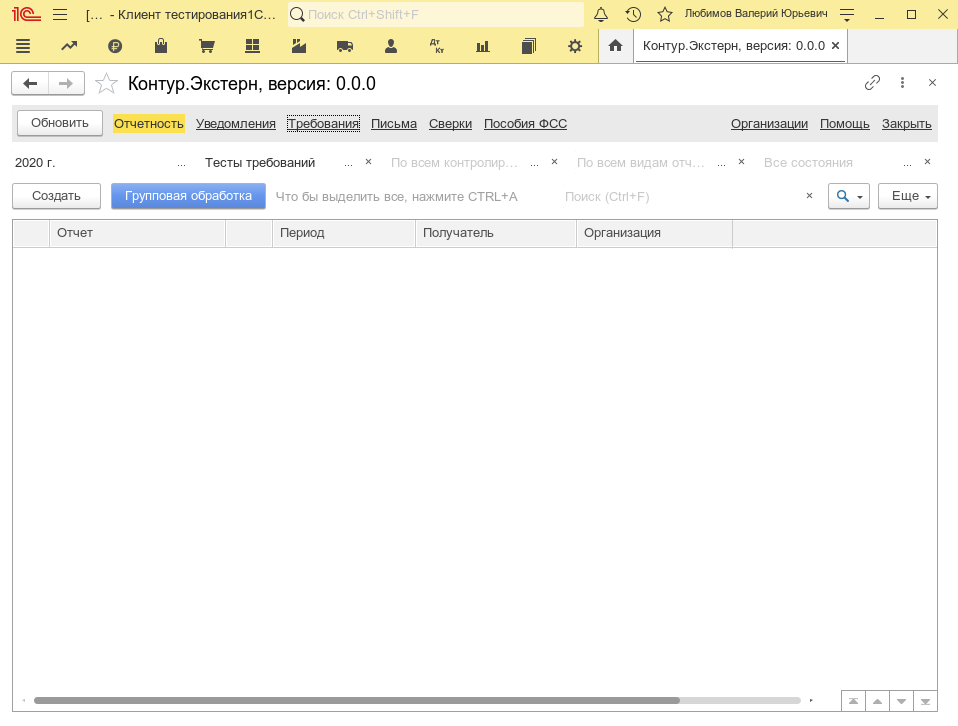 1С [... - Клиент тестирования1С... Поиск Ctrl+Shift+F Любимов Валерий Юрьевич
Дт Кт Контур.Экстерн, версия: 0.0.0
Контур.Экстерн, версия: 0.0.0
Обновить Отчетность Уведомления Требования Письма Сверки Пособия ФСС Организации Помощь Закрыть
2020 г. ... Тесты требований ... По всем контролир... ... По всем видам отч... ... Все состояния ...
Создать Групповая обработка Что бы выделить все, нажмите CTRL+A Поиск (Ctrl+F) Еще
Отчет Период Получатель Организация